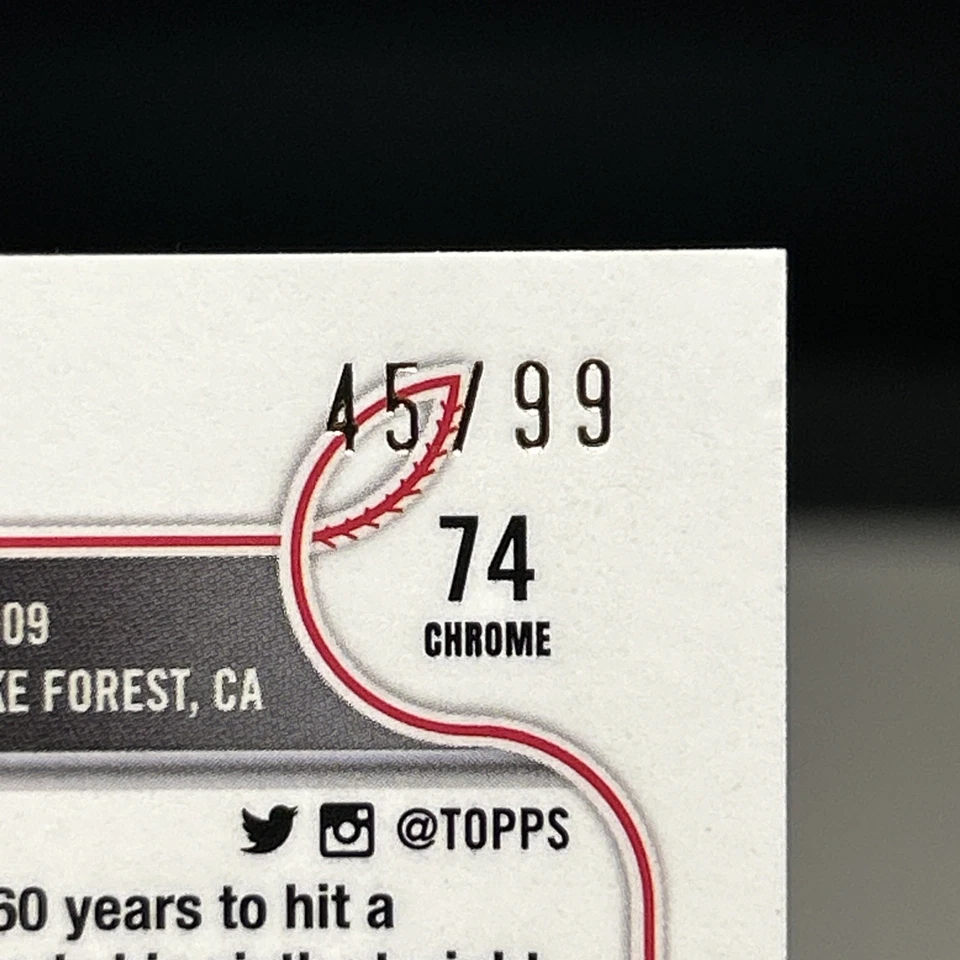 45/99
74
CHROME
09
KE FOREST, CA
@TOPPS
60 years to hit a